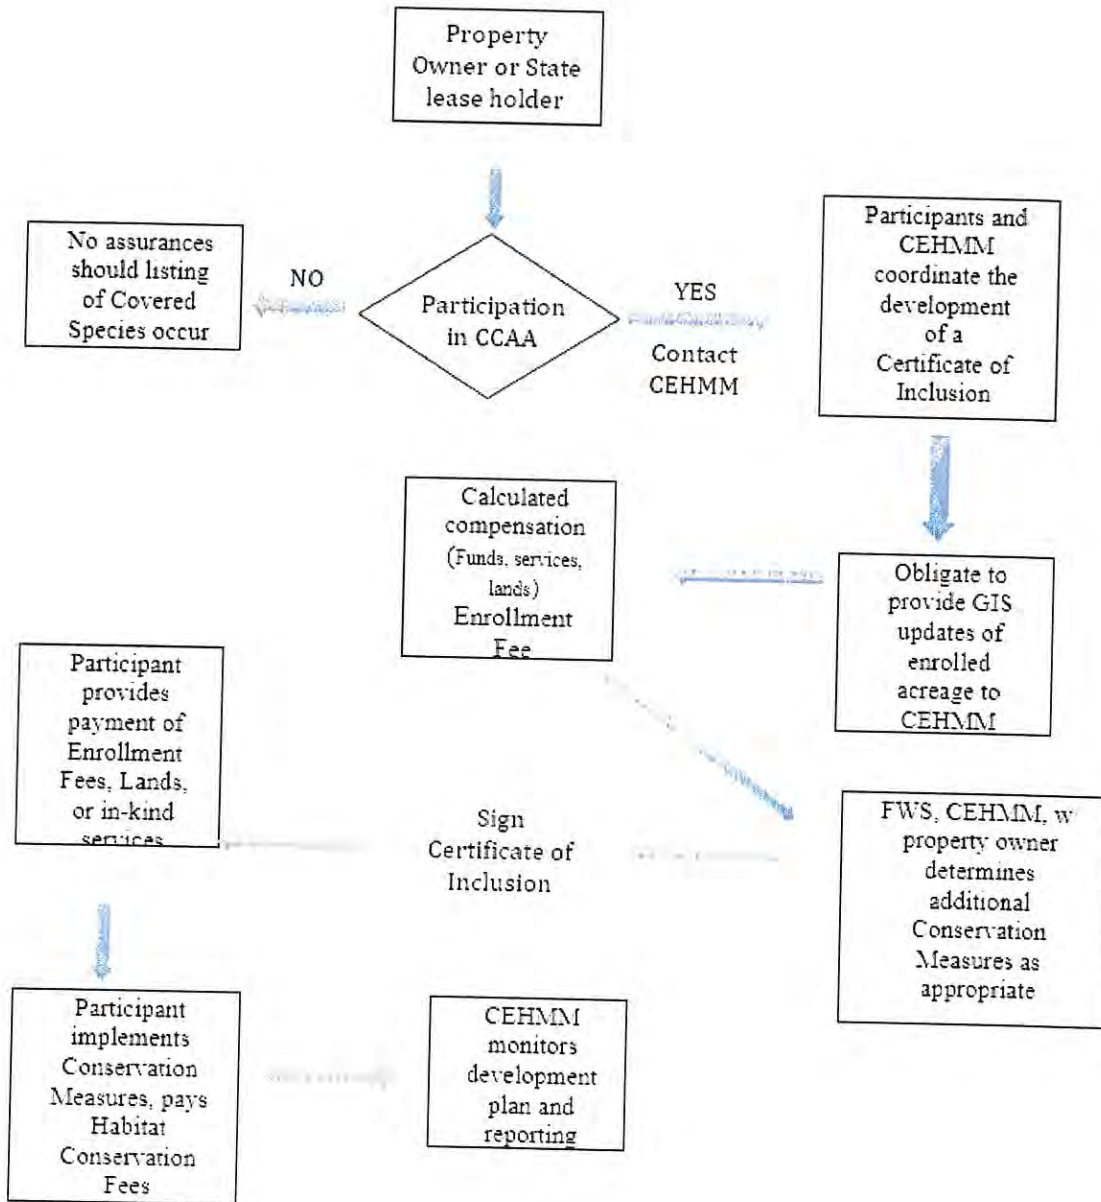 Property
Owner or State
lease holder
No assurances
should listing
of Covered
Species occur
NO
Participation
in CCAA
YES
Contact
CEHMM
Participants and
CEHMM
coordinate the
development
of a
Certificate of
Inclusion
Calculated
compensation
(Funds, services,
lands)
Enrollment
Fee
Obligate to
provide GIS
updates of
enrolled
acreage to
CEHMM
Participant
provides
payment of
Enrollment
Fees, Lands,
or in-kind
services
Sign
Certificate of
Inclusion
FWS, CEHMM, w
property owner
determines
additional
Conservation
Measures as
appropriate
Participant
implements
Conservation
Measures, pays
Habitat
Conservation
Fees
CEHMM
monitors
development
plan and
reporting